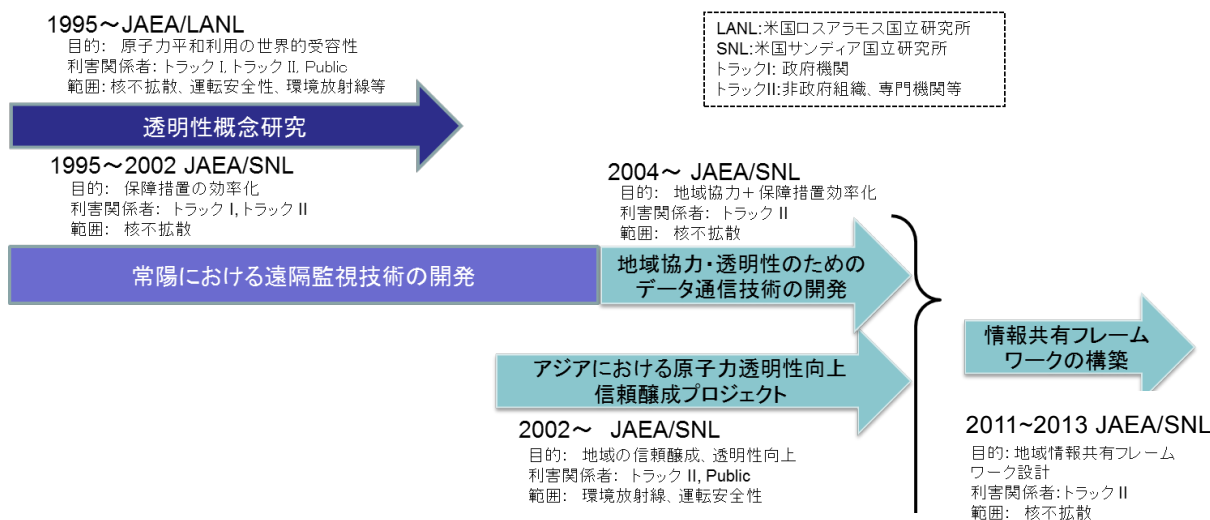 1995～JAEA/LANL
目的: 原子力平和利用の世界的受容性
利害関係者: トラックⅠ, トラックⅡ, Public
範囲: 核不拡散、運転安全性、環境放射線等
透明性概念研究
LANL:米国ロスアラモス国立研究所
SNL:米国サンディア国立研究所
トラックI: 政府機関
トラックII:非政府組織、専門機関等
1995～2002 JAEA/SNL
目的: 保障措置の効率化
利害関係者: トラック I,トラック II
範囲: 核不拡散
常陽における遠隔監視技術の開発
2004～ JAEA/SNL
目的: 地域協力＋保障措置効率化
利害関係者: トラック II
範囲: 核不拡散
地域協力・透明性のための
データ通信技術の開発
アジアにおける原子力透明性向上
信頼醸成プロジェクト
2002～ JAEA/SNL
目的: 地域の信頼醸成、透明性向上
利害関係者: トラック II, Public
範囲: 環境放射線、運転安全性
情報共有フレーム
ワークの構築
2011~2013 JAEA/SNL
目的: 地域情報共有フレーム
ワーク設計
利害関係者:トラック II
範囲: 核不拡散